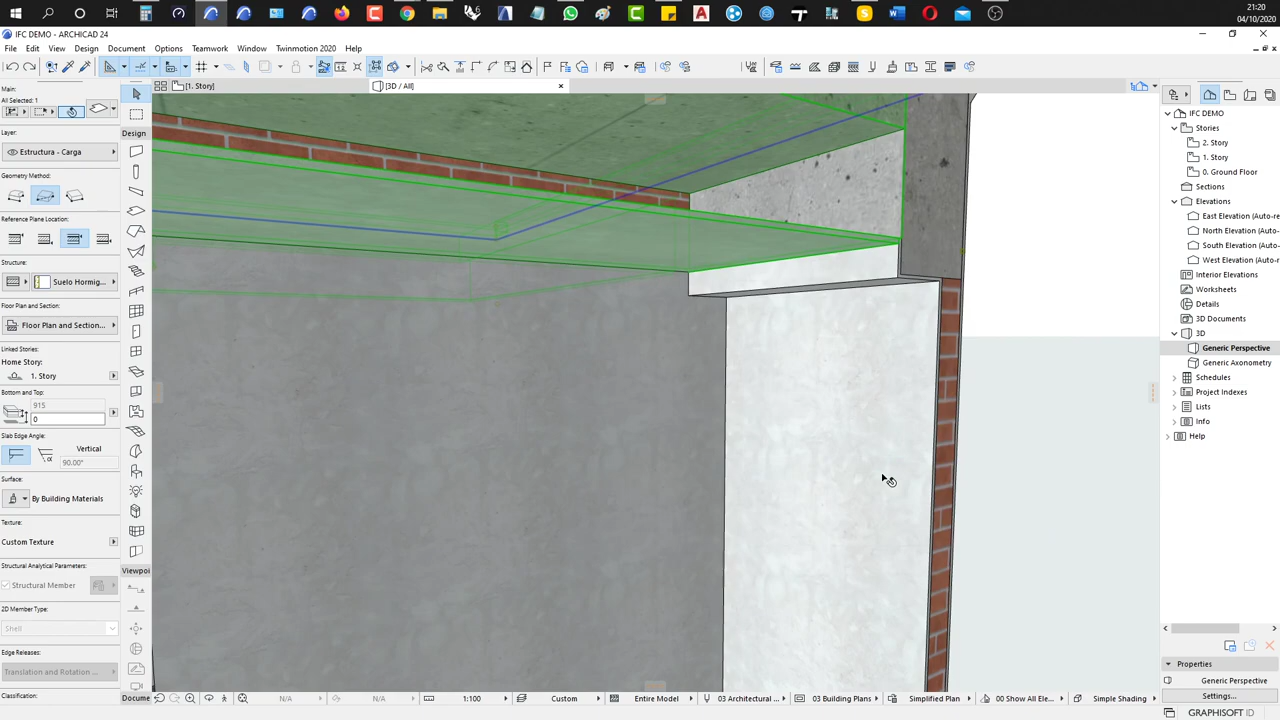 21:20
04/10/2020
IFC DEMO - ARCHICAD 24
File Edit View Design Document Options Teamwork Window Twinmotion 2020 Help
[1. Story]
[3D / All]
Main:
All Selected: 1
Layer:
Estructura - Carga
Geometry Method:
Reference Plane Location:
Structure:
Suelo Hormig...
Floor Plan and Section:
Floor Plan and Section...
Linked Stories:
Home Story:
1. Story
Bottom and Top:
915
0
Slab Edge Angle:
Vertical
90.00°
Surface:
By Building Materials
Texture:
Custom Texture
Structural Analytical Parameters:
Structural Member
2D Member Type:
Shell
Edge Releases:
Translation and Rotation ...
Classification:
Design
Viewpoi
Docume
IFC DEMO
Stories
2. Story
1. Story
0. Ground Floor
Sections
Elevations
East Elevation (Auto-re
North Elevation (Auto-
South Elevation (Auto-
West Elevation (Auto-re
Interior Elevations
Worksheets
Details
3D Documents
3D
Generic Perspective
Generic Axonometry
Schedules
Project Indexes
Lists
Info
Help
Properties
Generic Perspective
Settings...
GRAPHISOFT ID
N/A
N/A
1:100
Custom
Entire Model
03 Architectural ...
03 Building Plans
Simplified Plan
00 Show All Ele...
Simple Shading